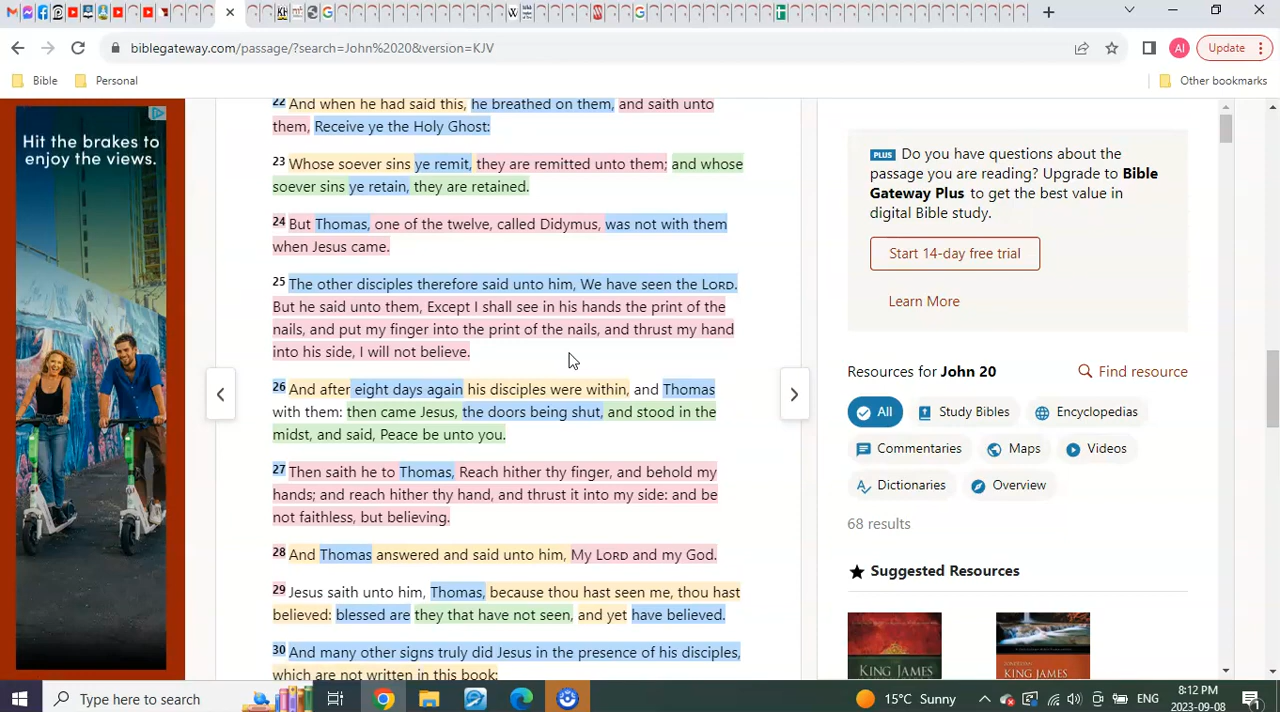 biblegateway.com/passage/?search=John%2020&version=KJV
AI
Update
Bible
Personal
Other bookmarks
Hit the brakes to
enjoy the views.
22 And when he had said this, he breathed on them, and saith unto
them, Receive ye the Holy Ghost:
23 Whose soever sins ye remit, they are remitted unto them; and whose
soever sins ye retain, they are retained.
24 But Thomas, one of the twelve, called Didymus, was not with them
when Jesus came.
25 The other disciples therefore said unto him, We have seen the LORD.
But he said unto them, Except I shall see in his hands the print of the
nails, and put my finger into the print of the nails, and thrust my hand
into his side, I will not believe.
26 And after eight days again his disciples were within, and Thomas
with them: then came Jesus, the doors being shut, and stood in the
midst, and said, Peace be unto you.
27 Then saith he to Thomas, Reach hither thy finger, and behold my
hands; and reach hither thy hand, and thrust it into my side: and be
not faithless, but believing.
28 And Thomas answered and said unto him, My LORD and my God.
29 Jesus saith unto him, Thomas, because thou hast seen me, thou hast
believed: blessed are they that have not seen, and yet have believed.
30 And many other signs truly did Jesus in the presence of his disciples,
which are not written in this book:
PLUS Do you have questions about the
passage you are reading? Upgrade to Bible
Gateway Plus to get the best value in
digital Bible study.
Start 14-day free trial
Learn More
Resources for John 20
Find resource
All
Study Bibles
Encyclopedias
Commentaries
Maps
Videos
Dictionaries
Overview
68 results
Suggested Resources
KING JAMES
KING JAMES
Type here to search
15°C Sunny
ENG
8:12 PM
2023-09-08